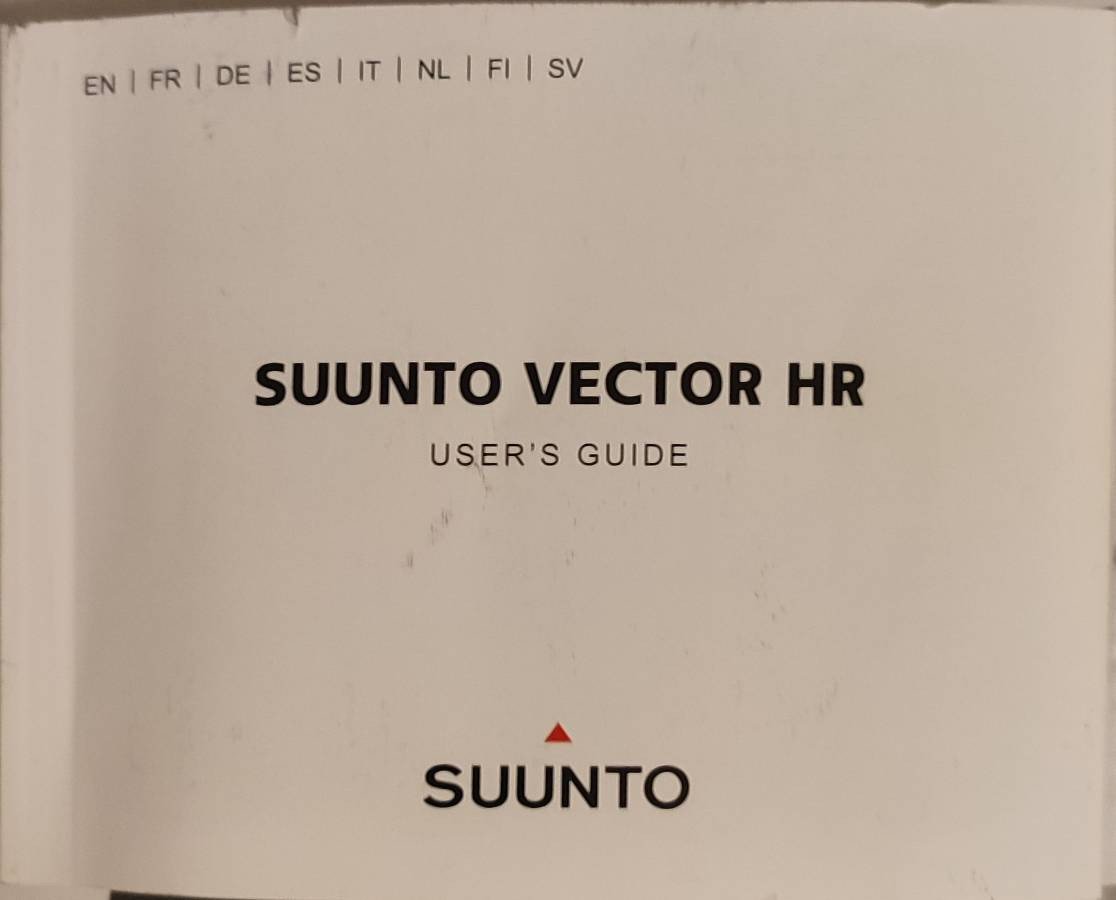 EN | FR | DE | ES | IT | NL | FI | SV
SUUNTO VECTOR HR
USER'S GUIDE
SUUNTO